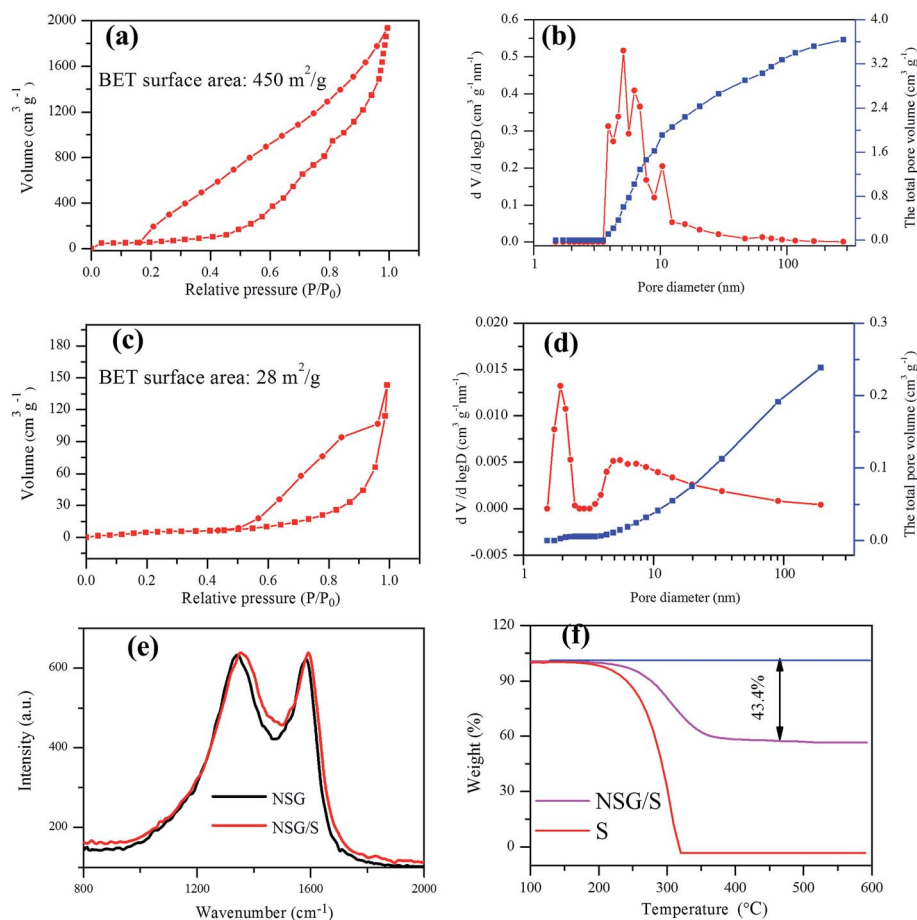 (a)
BET surface area: 450 m²/g
Volume (cm³ g⁻¹)
2000
1600
1200
800
400
0
0.0 0.2 0.4 0.6 0.8 1.0
Relative pressure (P/P₀)
(b)
d V /d logD (cm³ g⁻¹nm⁻¹)
0.6
0.5
0.4
0.3
0.2
0.1
0.0
1 10 100
Pore diameter (nm)
4.0
3.2
2.4
1.6
0.8
0.0
The total pore volume (cm³ g⁻¹)
(c)
BET surface area: 28 m²/g
Volume (cm³ g⁻¹)
180
150
120
90
60
30
0
0.0 0.2 0.4 0.6 0.8 1.0
Relative pressure (P/P₀)
(d)
d V /d logD (cm³ g⁻¹nm⁻¹)
0.020
0.015
0.010
0.005
0.000
-0.005
1 10 100
Pore diameter (nm)
0.3
0.2
0.1
0.0
The total pore volume (cm³ g⁻¹)
(e)
Intensity (a.u.)
600
400
200
NSG
NSG/S
800 1200 1600 2000
Wavenumber (cm⁻¹)
(f)
Weight (%)
120
90
60
30
0
43.4%
NSG/S
S
100 200 300 400 500 600
Temperature (°C)